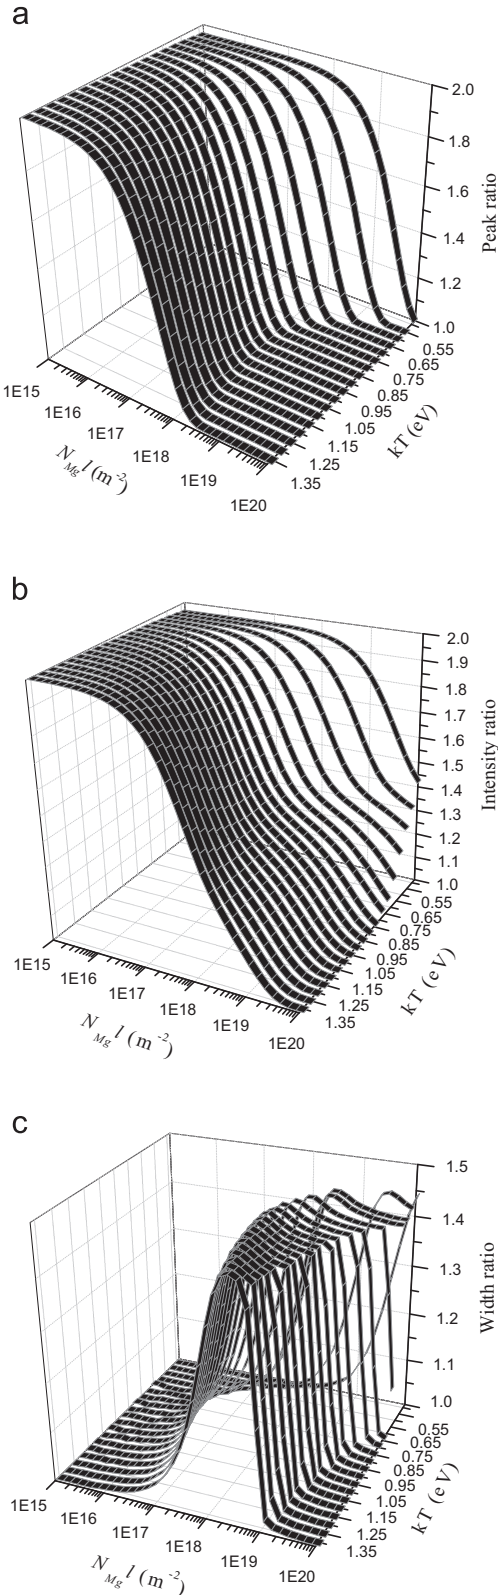 a
2.0
1.8
1.6
1.4
1.2
1.0
Peak ratio
0.55
0.65
0.75
0.85
0.95
1.05
1.15
1.25
1.35
kT (eV)
1E15
1E16
1E17
1E18
1E19
1E20
N_Mg l (m^-2)
b
2.0
1.9
1.8
1.7
1.6
1.5
1.4
1.3
1.2
1.1
1.0
Intensity ratio
0.55
0.65
0.75
0.85
0.95
1.05
1.15
1.25
1.35
kT (eV)
1E15
1E16
1E17
1E18
1E19
1E20
N_Mg l (m^-2)
c
1.5
1.4
1.3
1.2
1.1
1.0
Width ratio
0.55
0.65
0.75
0.85
0.95
1.05
1.15
1.25
1.35
kT (eV)
1E15
1E16
1E17
1E18
1E19
1E20
N_Mg l (m^-2)